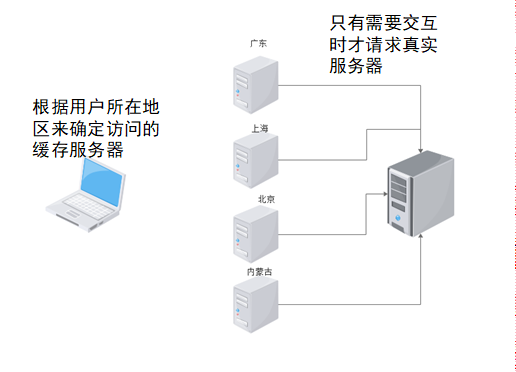 只有需要交互
时才请求真实
服务器
广东
根据用户所在地
区来确定访问的
缓存服务器
上海
北京
内蒙古